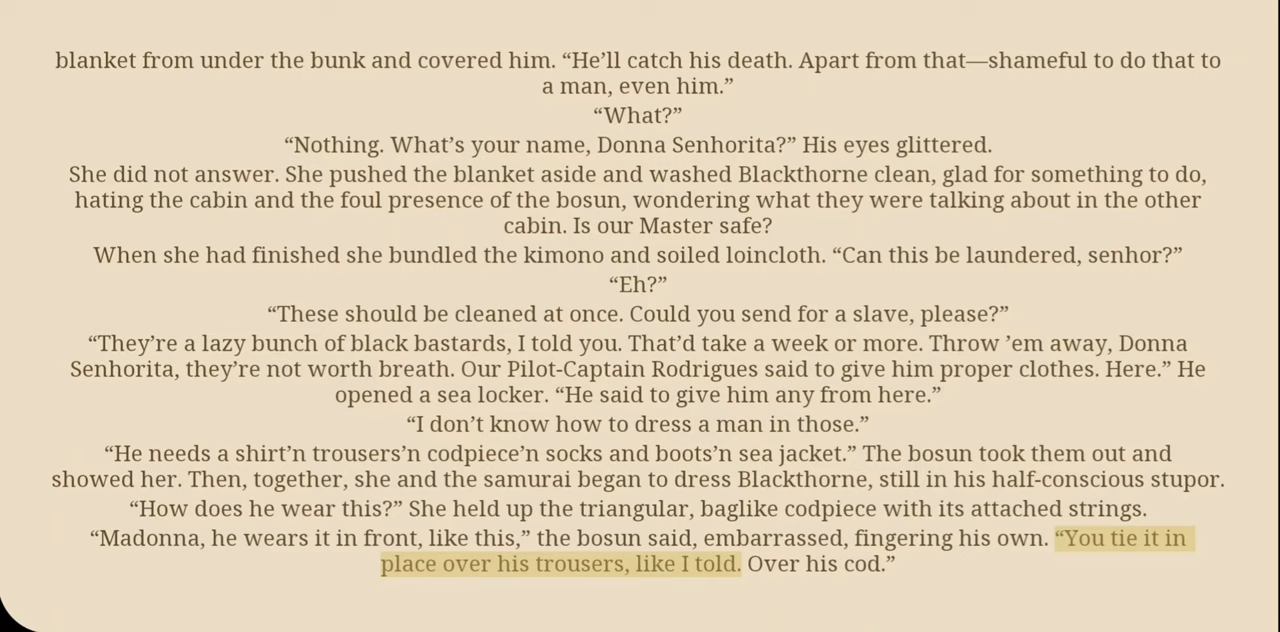 blanket from under the bunk and covered him. “He’ll catch his death. Apart from that—shameful to do that to
a man, even him.”
“What?”
“Nothing. What’s your name, Donna Senhorita?” His eyes glittered.
She did not answer. She pushed the blanket aside and washed Blackthorne clean, glad for something to do,
hating the cabin and the foul presence of the bosun, wondering what they were talking about in the other
cabin. Is our Master safe?
When she had finished she bundled the kimono and soiled loincloth. “Can this be laundered, senhor?”
“Eh?”
“These should be cleaned at once. Could you send for a slave, please?”
“They’re a lazy bunch of black bastards, I told you. That’d take a week or more. Throw ’em away, Donna
Senhorita, they’re not worth breath. Our Pilot-Captain Rodrigues said to give him proper clothes. Here.” He
opened a sea locker. “He said to give him any from here.”
“I don’t know how to dress a man in those.”
“He needs a shirt’n trousers’n codpiece’n socks and boots’n sea jacket.” The bosun took them out and
showed her. Then, together, she and the samurai began to dress Blackthorne, still in his half-conscious stupor.
“How does he wear this?” She held up the triangular, baglike codpiece with its attached strings.
“Madonna, he wears it in front, like this,” the bosun said, embarrassed, fingering his own. “You tie it in
place over his trousers, like I told. Over his cod.”